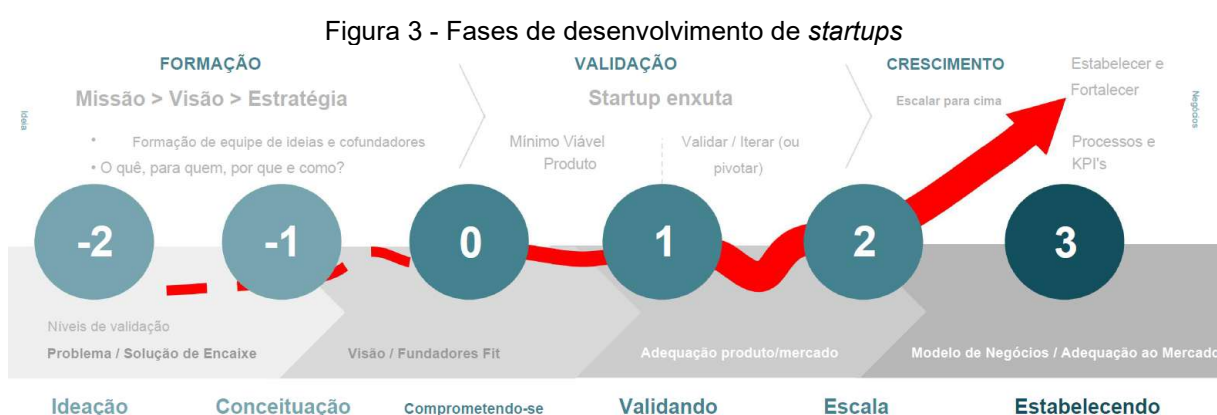 Figura 3 - Fases de desenvolvimento de startups
FORMAÇÃO
VALIDAÇÃO
CRESCIMENTO
Estabelecer e
Fortalecer
Missão > Visão > Estratégia
Startup enxuta
Escalar para cima
Ideia
Negócios
• Formação de equipe de ideias e cofundadores
• O quê, para quem, por que e como?
Mínimo Viável
Produto
Validar / Iterar (ou
pivotar)
Processos e
KPI's
-2
-1
0
1
2
3
Níveis de validação
Problema / Solução de Encaixe
Visão / Fundadores Fit
Adequação produto/mercado
Modelo de Negócios / Adequação ao Mercado
Ideação
Conceituação
Comprometendo-se
Validando
Escala
Estabelecendo